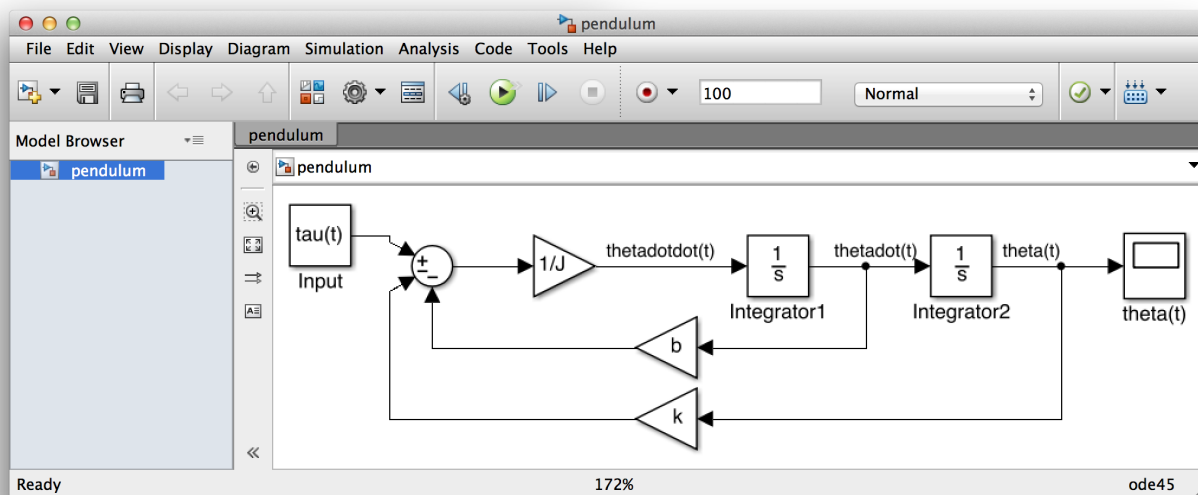 pendulum
File Edit View Display Diagram Simulation Analysis Code Tools Help
100 Normal
Model Browser
pendulum
pendulum
pendulum
tau(t)
Input
+
−
−
1/J
thetadotdot(t)
1
s
Integrator1
thetadot(t)
1
s
Integrator2
theta(t)
theta(t)
b
k
Ready 172% ode45